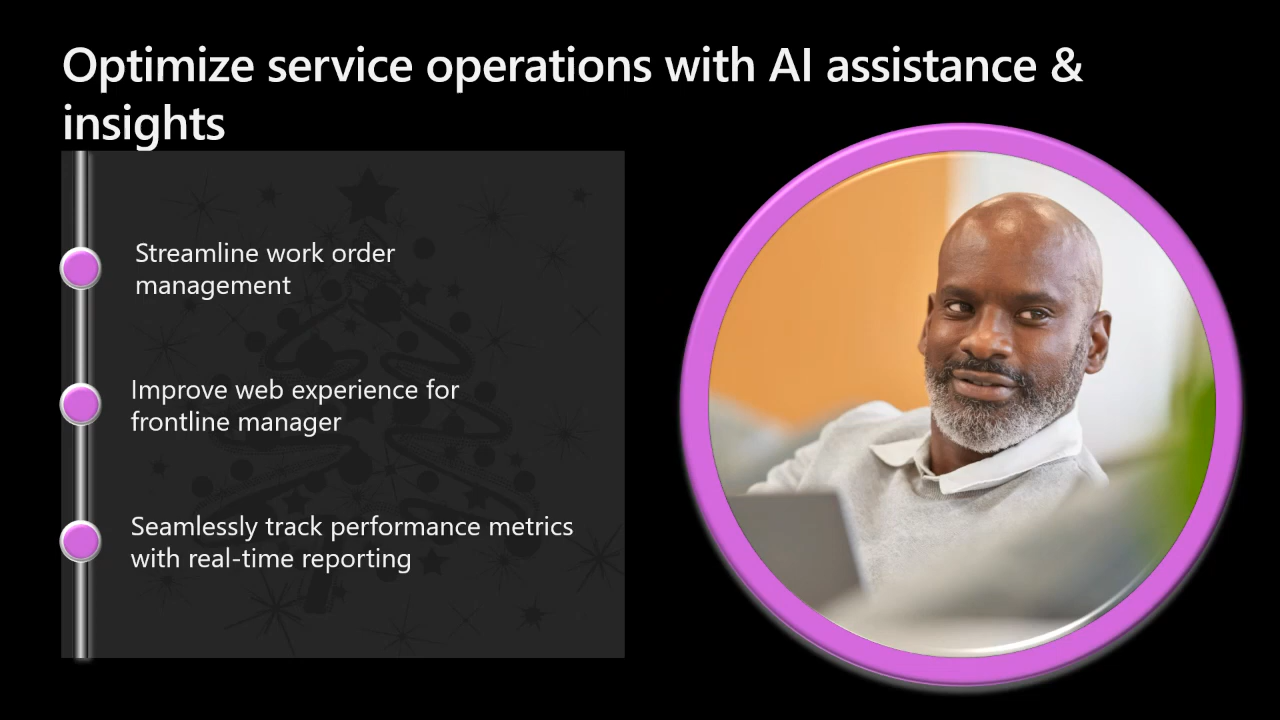 Optimize service operations with AI assistance &
insights
Streamline work order
management
Improve web experience for
frontline manager
Seamlessly track performance metrics
with real-time reporting